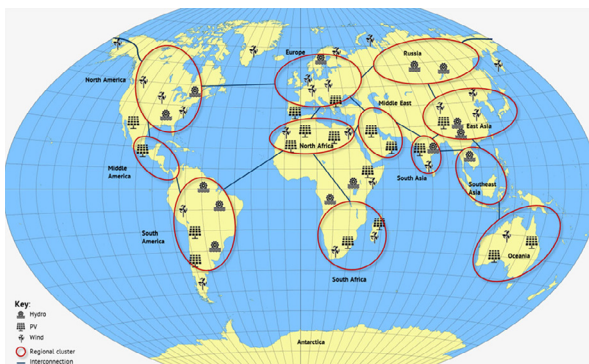 Europe
Russia
North America
Middle East
East Asia
North Africa
Middle
America
South Asia
Southeast
Asia
South
America
Oceania
South Africa
Key:
Hydro
PV
Wind
Regional cluster
Interconnection
Antarctica